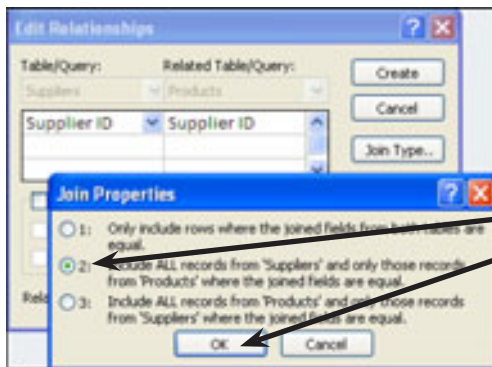 Edit Relationships
Table/Query: Related Table/Query:
Suppliers Products
Create
Supplier ID Supplier ID
Cancel
Join Type..
Join Properties
1: Only include rows where the joined fields from both tables are
equal.
2: Include ALL records from 'Suppliers' and only those records
from 'Products' where the joined fields are equal.
3: Include ALL records from 'Products' and only those records
from 'Suppliers' where the joined fields are equal.
Rela
OK Cancel